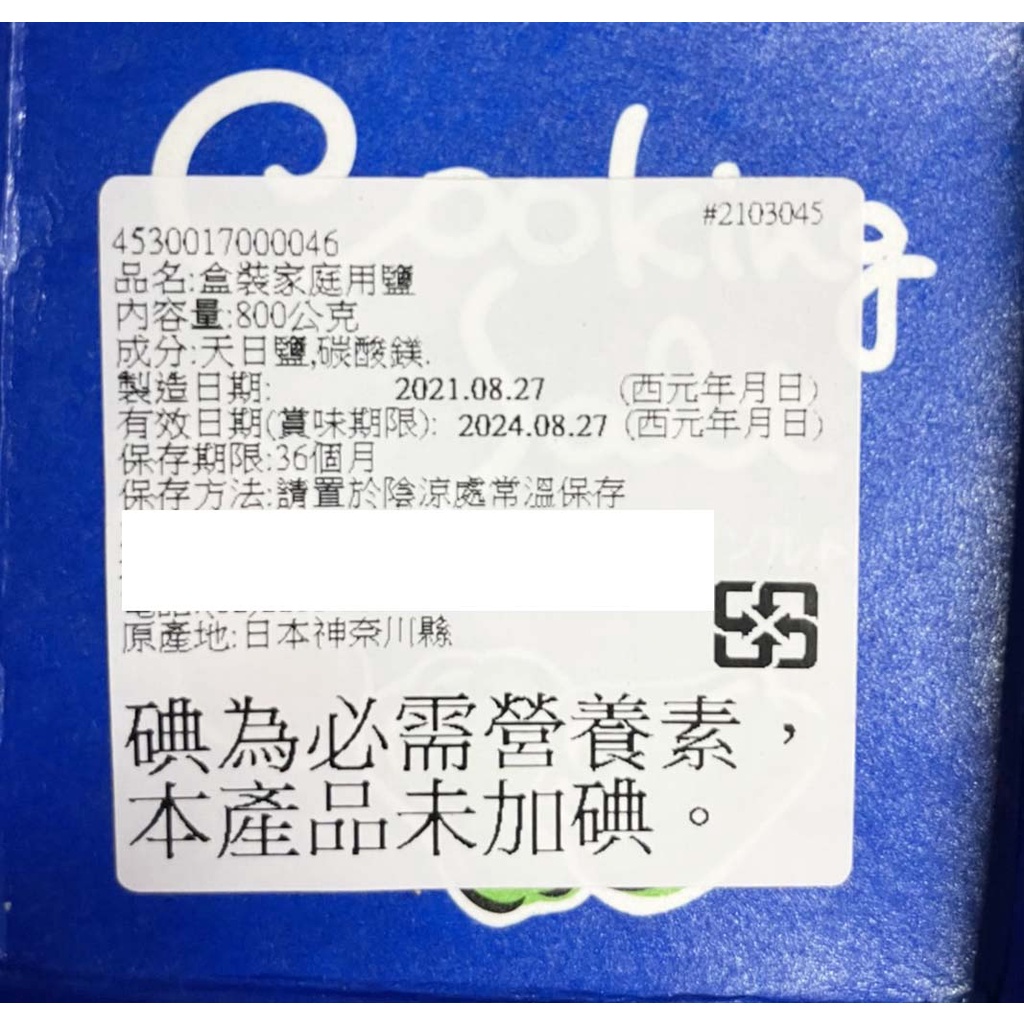 Cooking
Salt
#2103045
4530017000046
品名:盒裝家庭用鹽
內容量:800公克
成分:天日鹽,碳酸鎂.
製造日期: 2021.08.27 (西元年月日)
有效日期(賞味期限): 2024.08.27 (西元年月日)
保存期限:36個月
保存方法:請置於陰涼處常溫保存
原產地:日本神奈川縣
碘為必需營養素，
本產品未加碘。